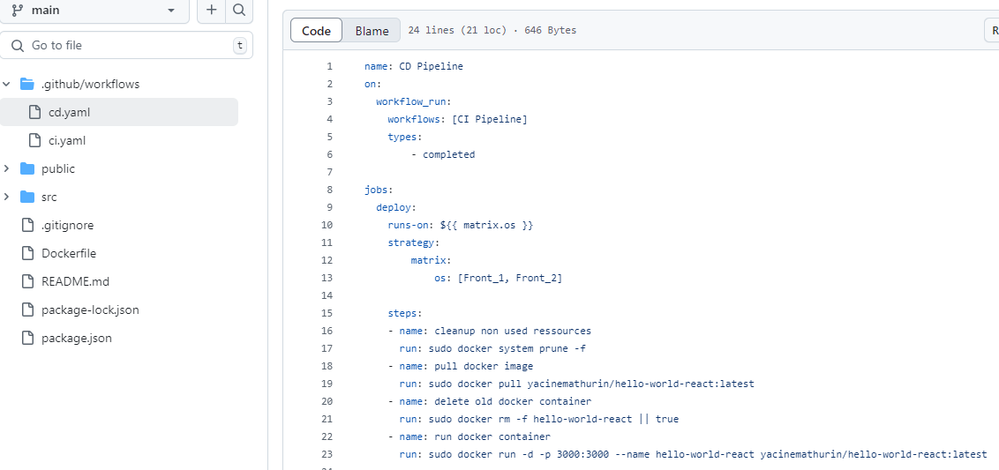 main
Go to file
t
.github/workflows
cd.yaml
ci.yaml
public
src
.gitignore
Dockerfile
README.md
package-lock.json
package.json
Code
Blame
24 lines (21 loc) · 646 Bytes
R
1 name: CD Pipeline
2 on:
3 workflow_run:
4 workflows: [CI Pipeline]
5 types:
6 - completed
7
8 jobs:
9 deploy:
10 runs-on: ${{ matrix.os }}
11 strategy:
12 matrix:
13 os: [Front_1, Front_2]
14
15 steps:
16 - name: cleanup non used ressources
17 run: sudo docker system prune -f
18 - name: pull docker image
19 run: sudo docker pull yacinemathurin/hello-world-react:latest
20 - name: delete old docker container
21 run: sudo docker rm -f hello-world-react || true
22 - name: run docker container
23 run: sudo docker run -d -p 3000:3000 --name hello-world-react yacinemathurin/hello-world-react:latest